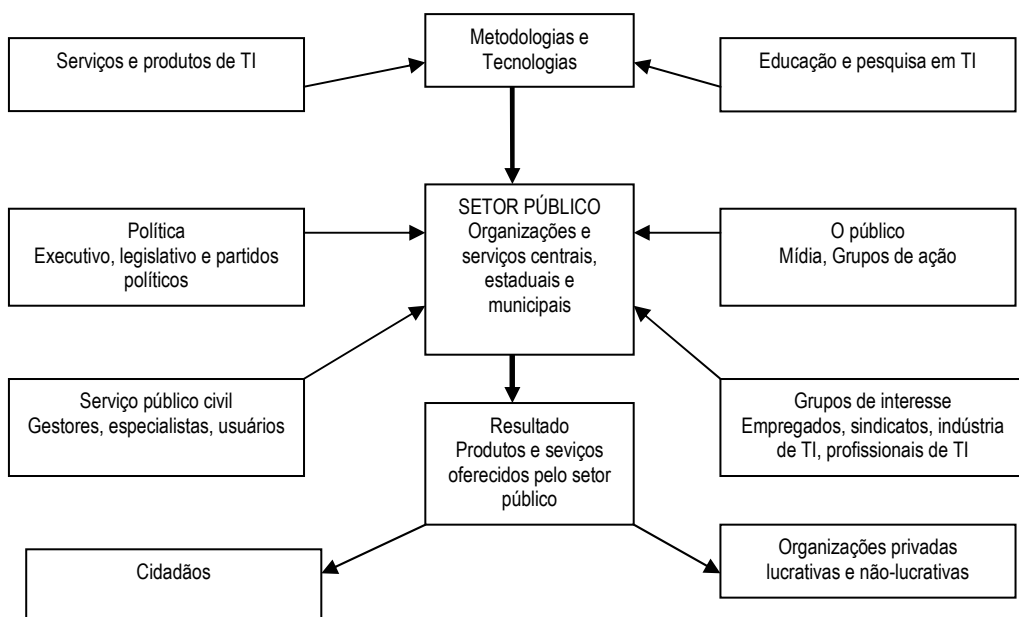 Serviços e produtos de TI
Metodologias e
Tecnologias
Educação e pesquisa em TI
Política
Executivo, legislativo e partidos
políticos
SETOR PÚBLICO
Organizações e
serviços centrais,
estaduais e
municipais
O público
Mídia, Grupos de ação
Serviço público civil
Gestores, especialistas, usuários
Resultado
Produtos e seviços
oferecidos pelo setor
público
Grupos de interesse
Empregados, sindicatos, indústria
de TI, profissionais de TI
Cidadãos
Organizações privadas
lucrativas e não-lucrativas